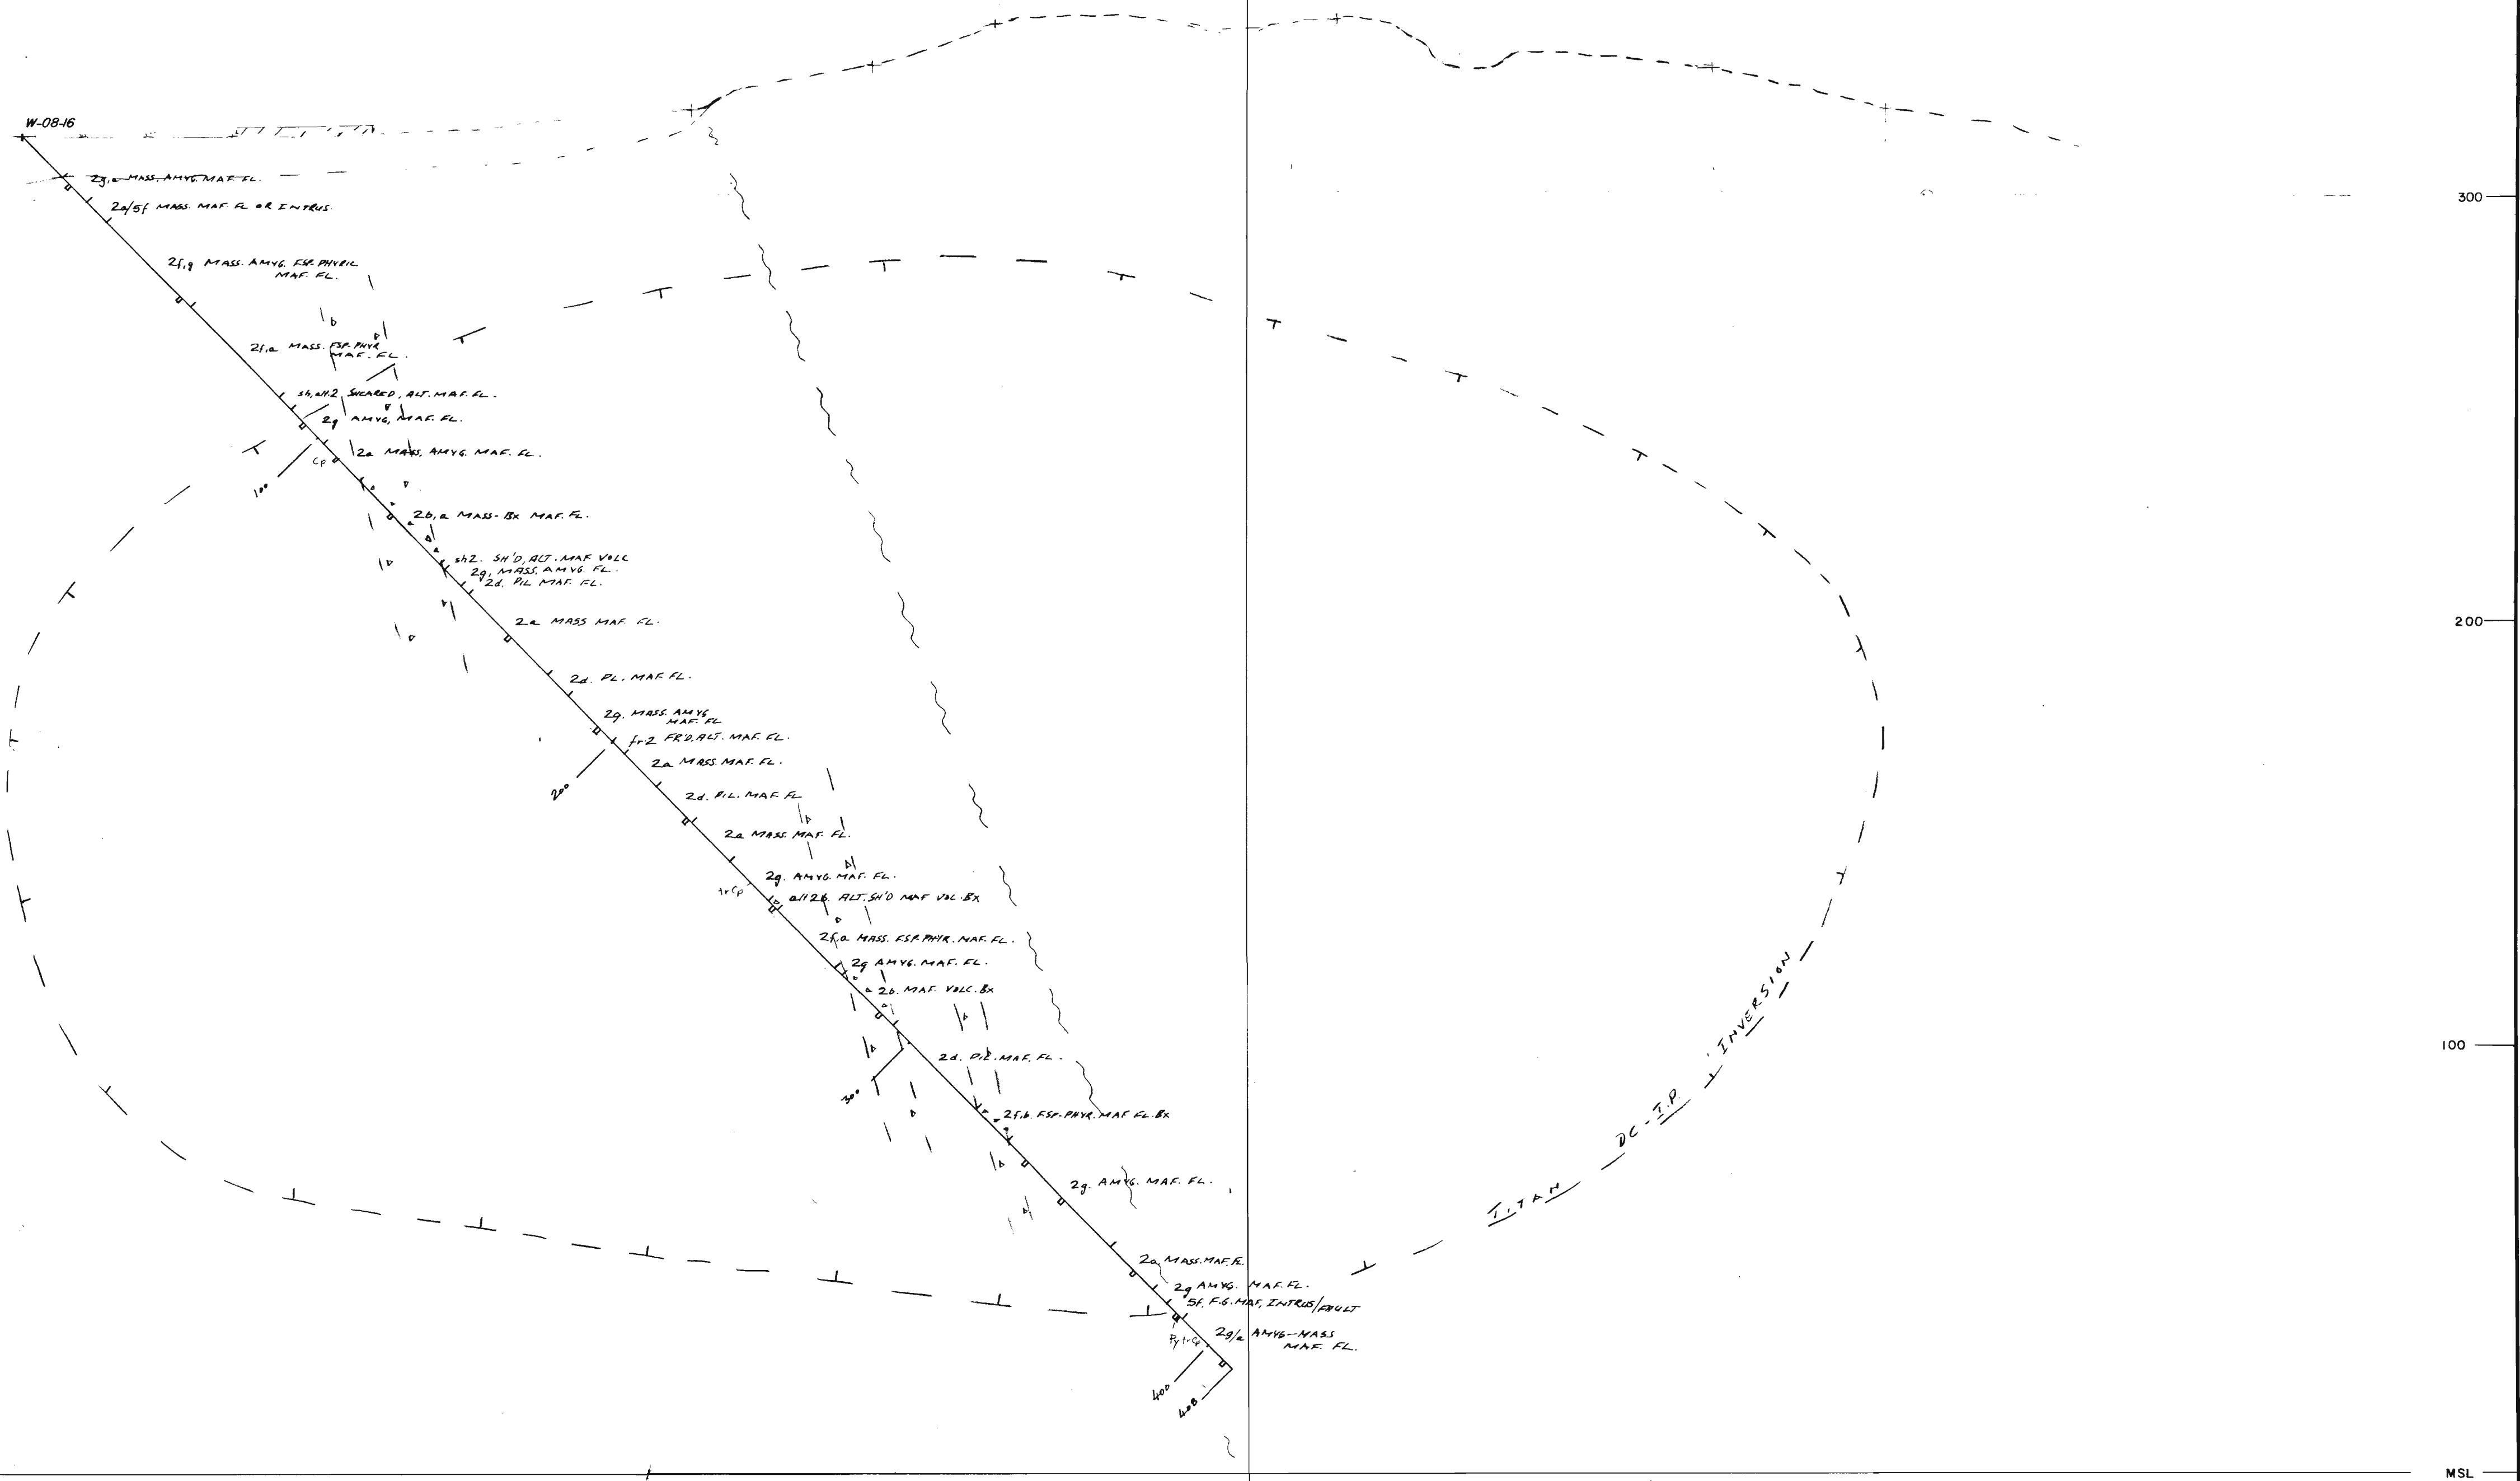 W-08-16
2g,a MASS. AMYG. MAF. FL.
2a/5f MASS. MAF. FL OR INTRUS.
300
2f,g MASS. AMYG. FSP. PHYRIC
MAF. FL.
2f,a MASS. FSP. PHYR
MAF. FL.
sh,alt.2, SHEARED, ALT. MAF. FL.
2g AMYG, MAF. FL.
2a MASS, AMYG. MAF. FL.
Cp
100
2b,a MASS-BX MAF. FL.
sh2. SH'D, ALT. MAF VOLC
2g, MASS, AMYG. FL.
2d. PIL MAF. FL.
2a MASS MAF. FL.
200
2d. PL. MAF FL.
2g. MASS. AMYG
MAF. FL
fr2 FR'D, ALT. MAF. FL.
2a MASS. MAF. FL.
200
2d. PIL. MAF. FL
2a MASS. MAF. FL.
2g. AMYG. MAF. FL.
trCp
alt2b. ALT. SH'D MAF VOL. BX
2f,a MASS. FSP. PHYR. MAF. FL.
2g AMYG. MAF. FL.
2b. MAF. VOLC. BX
2d. PIL. MAF. FL.
100
300
2f,b. FSP-PHYR. MAF FL. BX
TITAN DC-I.P. INVERSION
2g. AMYG. MAF. FL.
2a, MASS. MAF. FL.
2g AMYG. MAF. FL.
5f. F.G. MAF, INTRUS/FAULT
Py trCp
2g/a AMYG-MASS
MAF. FL.
400
408
MSL